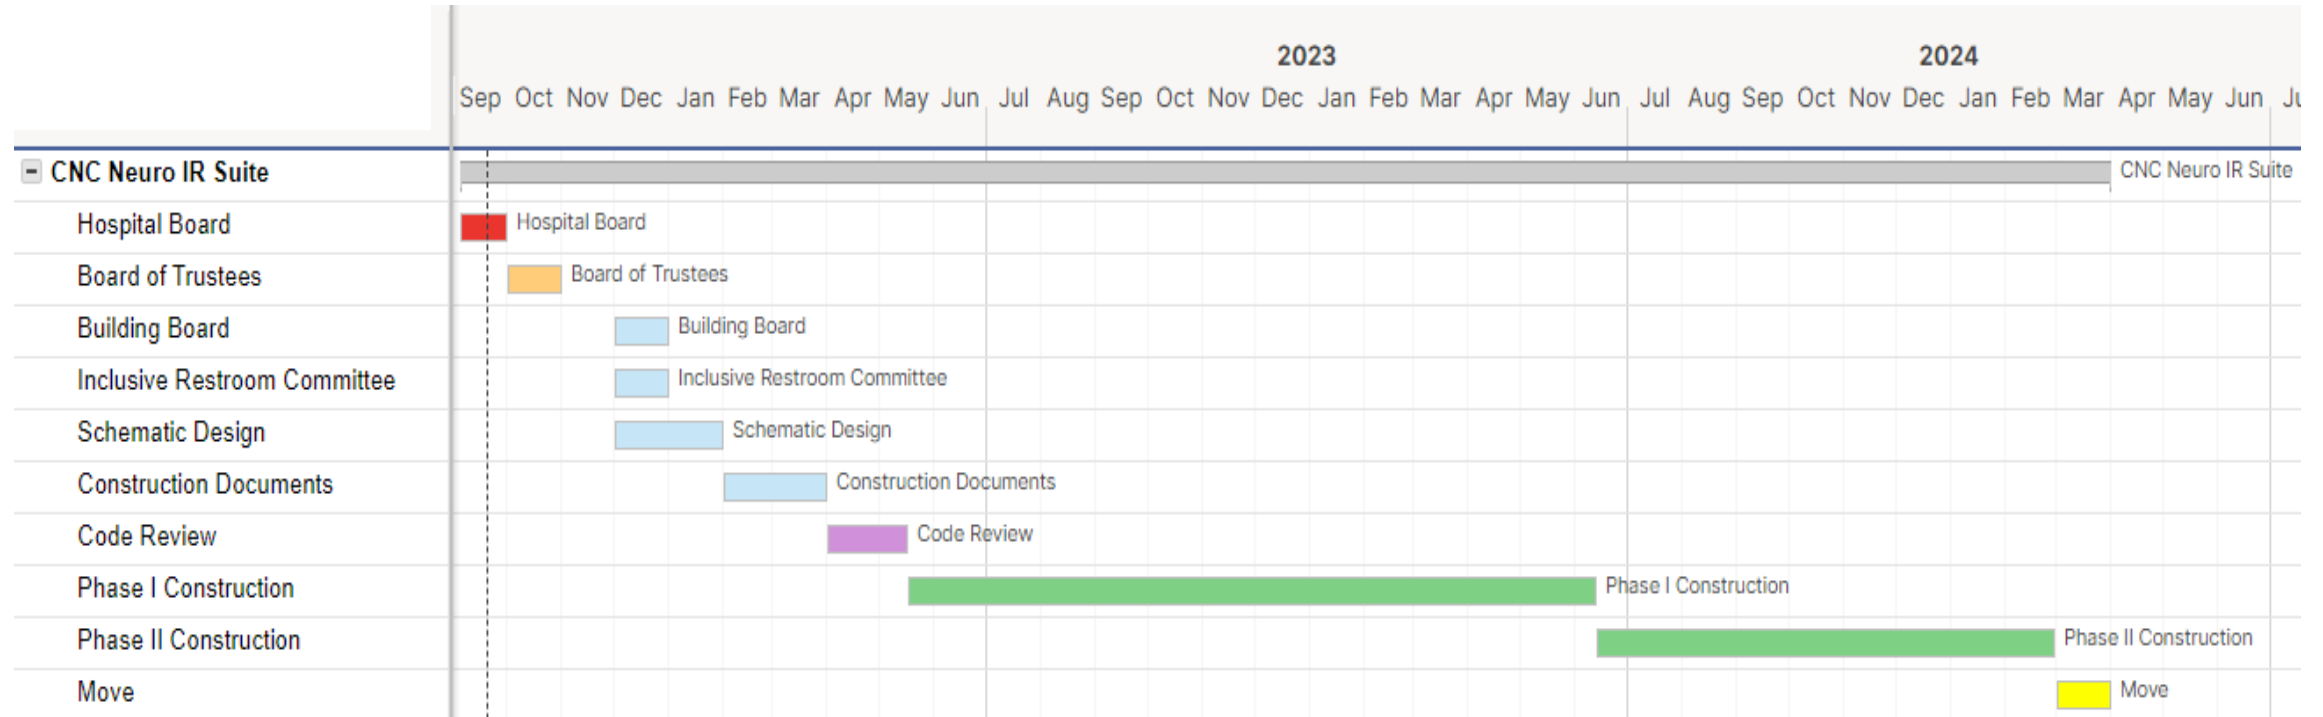 2023 2024
Sep Oct Nov Dec Jan Feb Mar Apr May Jun Jul Aug Sep Oct Nov Dec Jan Feb Mar Apr May Jun Jul Aug Sep Oct Nov Dec Jan Feb Mar Apr May Jun Ju
CNC Neuro IR Suite CNC Neuro IR Suite
Hospital Board Hospital Board
Board of Trustees Board of Trustees
Building Board Building Board
Inclusive Restroom Committee Inclusive Restroom Committee
Schematic Design Schematic Design
Construction Documents Construction Documents
Code Review Code Review
Phase I Construction Phase I Construction
Phase II Construction Phase II Construction
Move Move